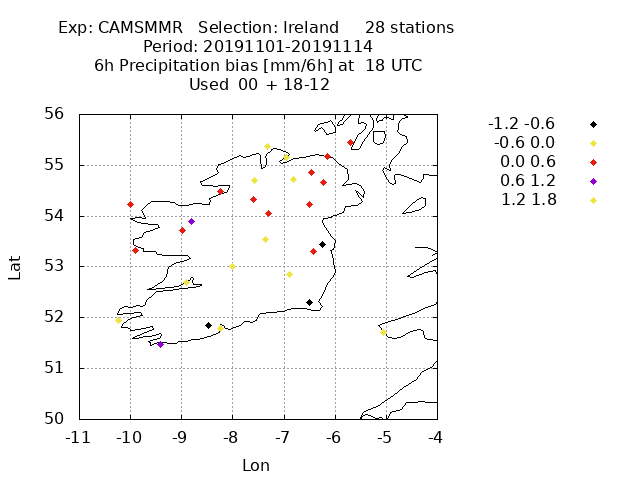 Exp: CAMSMMR   Selection: Ireland     28 stations
Period: 20191101-20191114
6h Precipitation bias [mm/6h] at  18 UTC
Used  00  + 18-12
56
55
54
53
52
51
50
-11 -10 -9 -8 -7 -6 -5 -4
Lat
Lon
-1.2 -0.6
-0.6 0.0
0.0 0.6
0.6 1.2
1.2 1.8